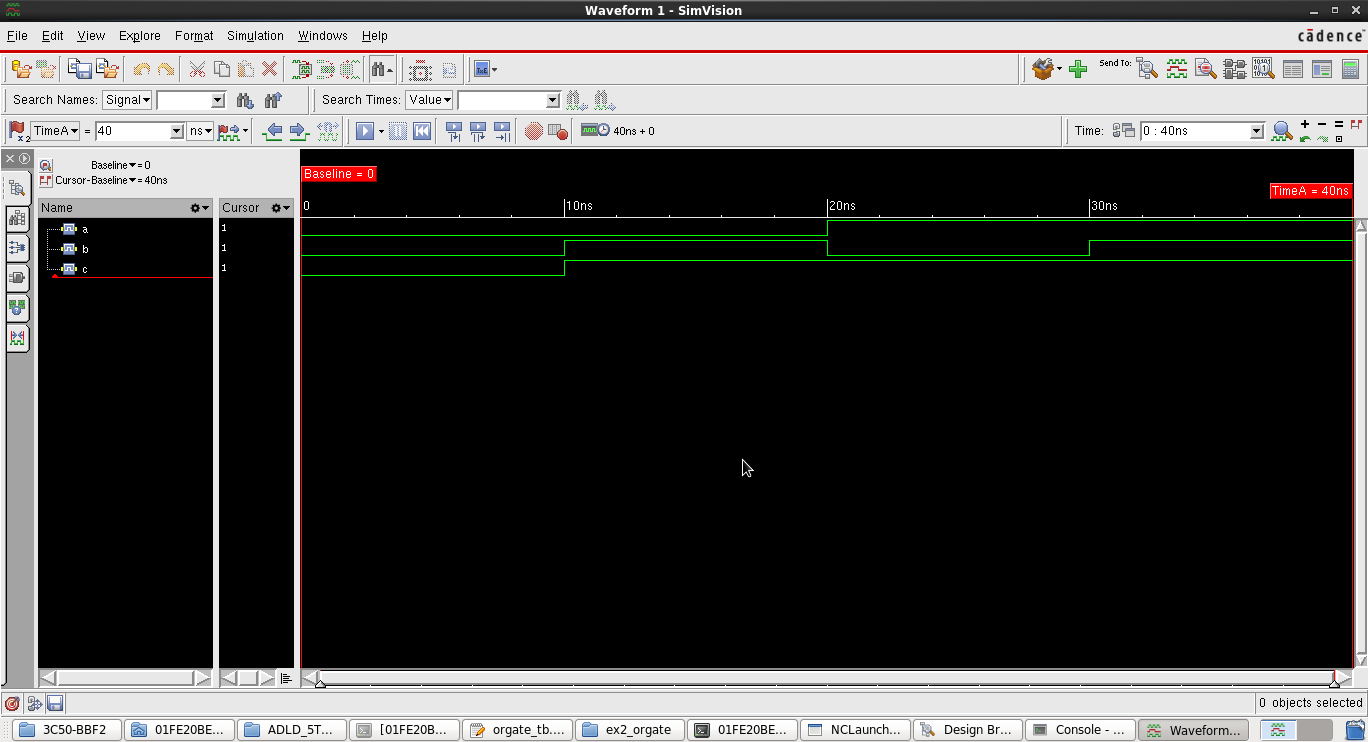 Waveform 1 - SimVision
File Edit View Explore Format Simulation Windows Help
cādence
Send To:
Search Names: Signal
Search Times: Value
TimeA = 40 ns
40ns + 0
Time: 0 : 40ns
Baseline = 0
Cursor-Baseline = 40ns
Baseline = 0
TimeA = 40ns
Name Cursor
0 10ns 20ns 30ns
a 1
b 1
c 1
0 objects selected
3C50-BBF2 01FE20BE... ADLD_5T... [01FE20B... orgate_tb.... ex2_orgate 01FE20BE... NCLaunch... Design Br... Console - ... Waveform...